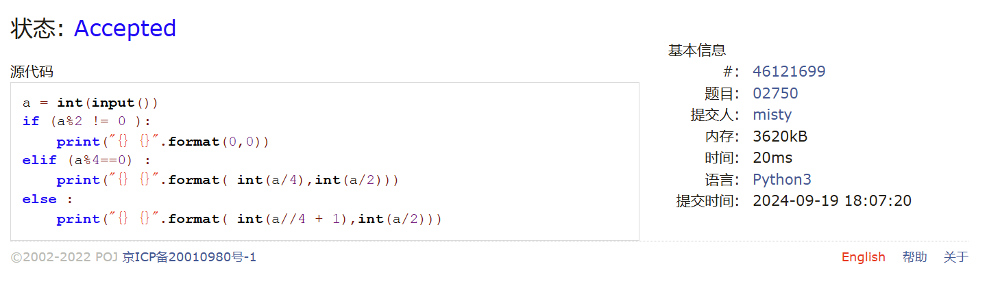 状态: Accepted
源代码
a = int(input())
if (a%2 != 0 ):
    print("{} {}".format(0,0))
elif (a%4==0) :
    print("{} {}".format( int(a/4),int(a/2)))
else :
    print("{} {}".format( int(a//4 + 1),int(a/2)))
基本信息
#: 46121699
题目: 02750
提交人: misty
内存: 3620kB
时间: 20ms
语言: Python3
提交时间: 2024-09-19 18:07:20
©2002-2022 POJ 京ICP备20010980号-1
English 帮助 关于